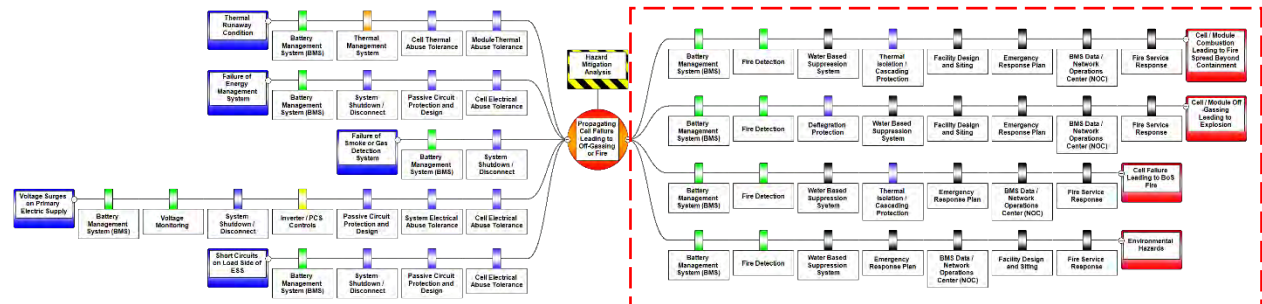 Thermal
Runaway
Condition
Battery
Management
System (BMS)
Thermal
Management
System
Cell Thermal
Abuse Tolerance
Module Thermal
Abuse Tolerance
Failure of
Energy
Management
System
Battery
Management
System (BMS)
System
Shutdown /
Disconnect
Passive Circuit
Protection and
Design
Cell Electrical
Abuse Tolerance
Failure of
Smoke or Gas
Detection
System
Battery
Management
System (BMS)
System
Shutdown /
Disconnect
Voltage Surges
on Primary
Electric Supply
Battery
Management
System (BMS)
Voltage
Monitoring
System
Shutdown /
Disconnect
Inverter / PCS
Controls
Passive Circuit
Protection and
Design
System Electrical
Abuse Tolerance
Cell Electrical
Abuse Tolerance
Short Circuits
on Load Side of
ESS
Battery
Management
System (BMS)
System
Shutdown /
Disconnect
Passive Circuit
Protection and
Design
Cell Electrical
Abuse Tolerance
Hazard
Mitigation
Analysis
Propagating
Cell Failure
Leading to
Off-Gassing
or Fire
Battery
Management
System (BMS)
Fire Detection
Water Based
Suppression
System
Thermal
Isolation /
Cascading
Protection
Facility Design
and Siting
Emergency
Response Plan
BMS Data /
Network
Operations
Center (NOC)
Fire Service
Response
Cell / Module
Combustion
Leading to Fire
Spread Beyond
Containment
Battery
Management
System (BMS)
Fire Detection
Deflagration
Protection
Water Based
Suppression
System
Facility Design
and Siting
Emergency
Response Plan
BMS Data /
Network
Operations
Center (NOC)
Fire Service
Response
Cell / Module Off
-Gassing
Leading to
Explosion
Battery
Management
System (BMS)
Fire Detection
Water Based
Suppression
System
Thermal
Isolation /
Cascading
Protection
Emergency
Response Plan
BMS Data /
Network
Operations
Center (NOC)
Fire Service
Response
Cell Failure
Leading to BoS
Fire
Battery
Management
System (BMS)
Fire Detection
Water Based
Suppression
System
Emergency
Response Plan
BMS Data /
Network
Operations
Center (NOC)
Facility Design
and Siting
Fire Service
Response
Environmental
Hazards